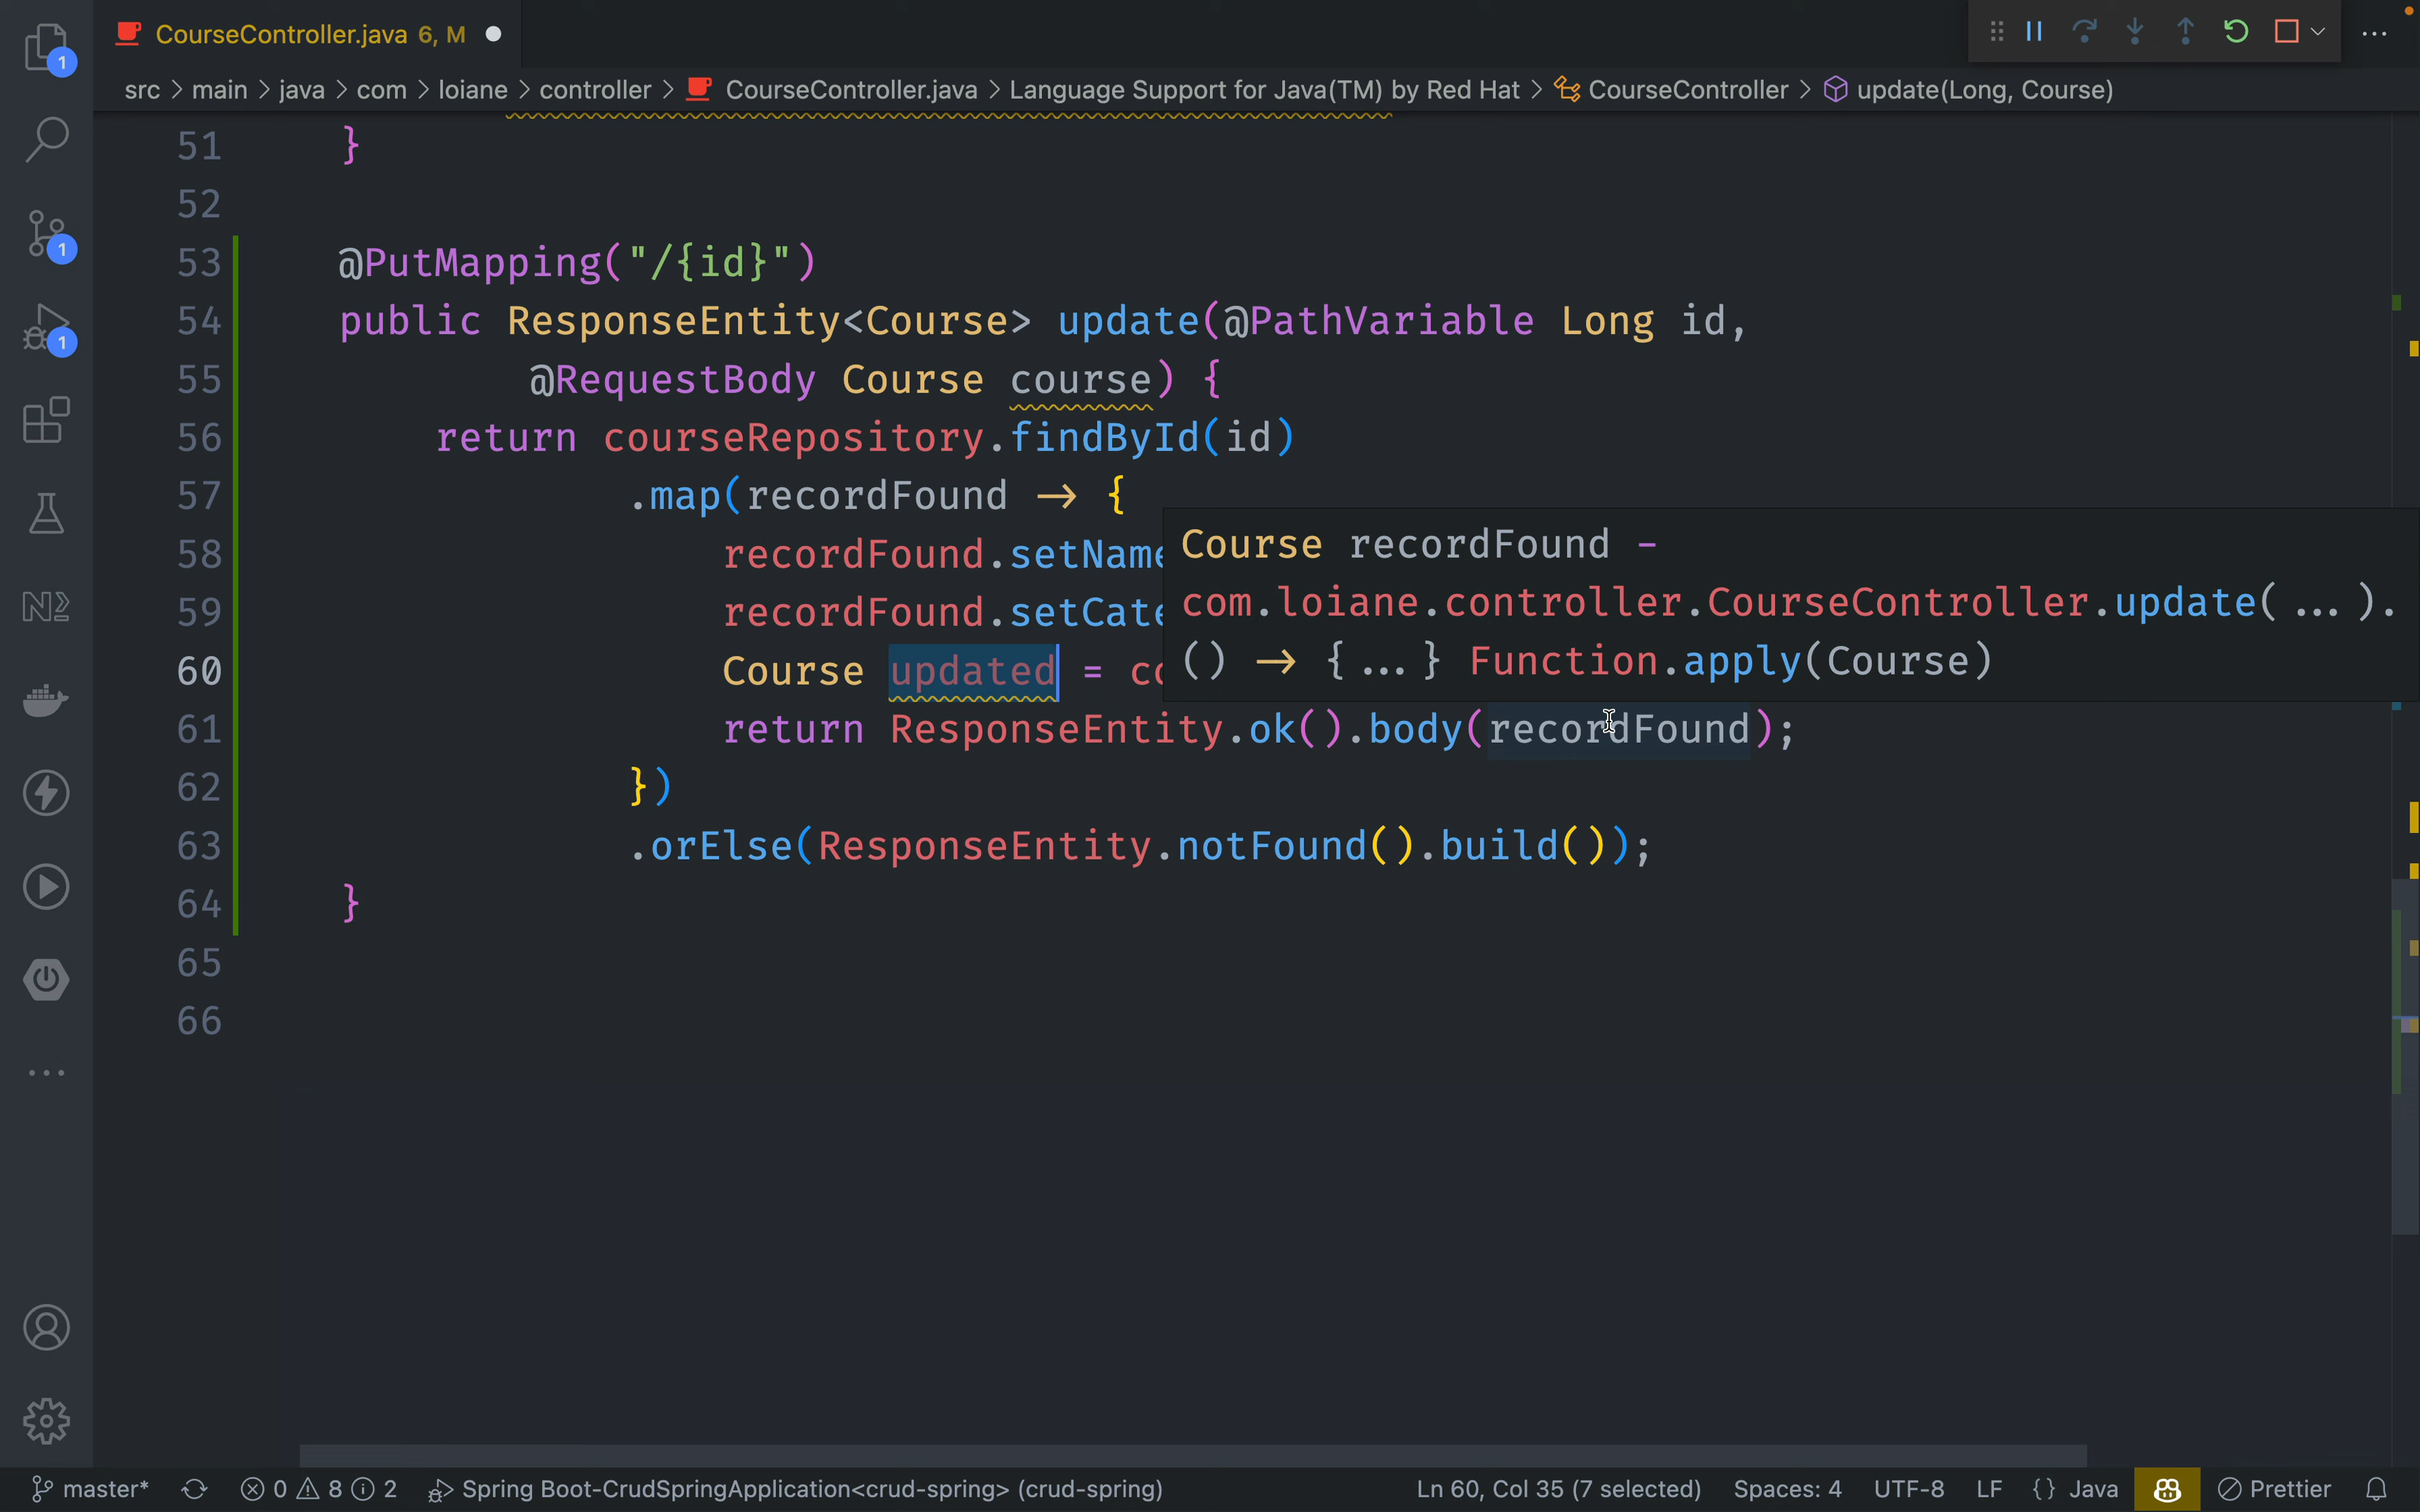 CourseController.java 6, M
1
src > main > java > com > loiane > controller > CourseController.java > Language Support for Java(TM) by Red Hat > CourseController > update(Long, Course)
51 }
52
1
53 @PutMapping("/{id}")
54 public ResponseEntity<Course> update(@PathVariable Long id,
1
55 @RequestBody Course course) {
56 return courseRepository.findById(id)
57 .map(recordFound → {
58 recordFound.setName
59 recordFound.setCate
60 Course updated = co
Course recordFound -
com.loiane.controller.CourseController.update( ... ).
() → { ... } Function.apply(Course)
61 return ResponseEntity.ok().body(recordFound);
62 })
63 .orElse(ResponseEntity.notFound().build());
64 }
65
66
master* 0 8 2 Spring Boot-CrudSpringApplication<crud-spring> (crud-spring) Ln 60, Col 35 (7 selected) Spaces: 4 UTF-8 LF {} Java Prettier